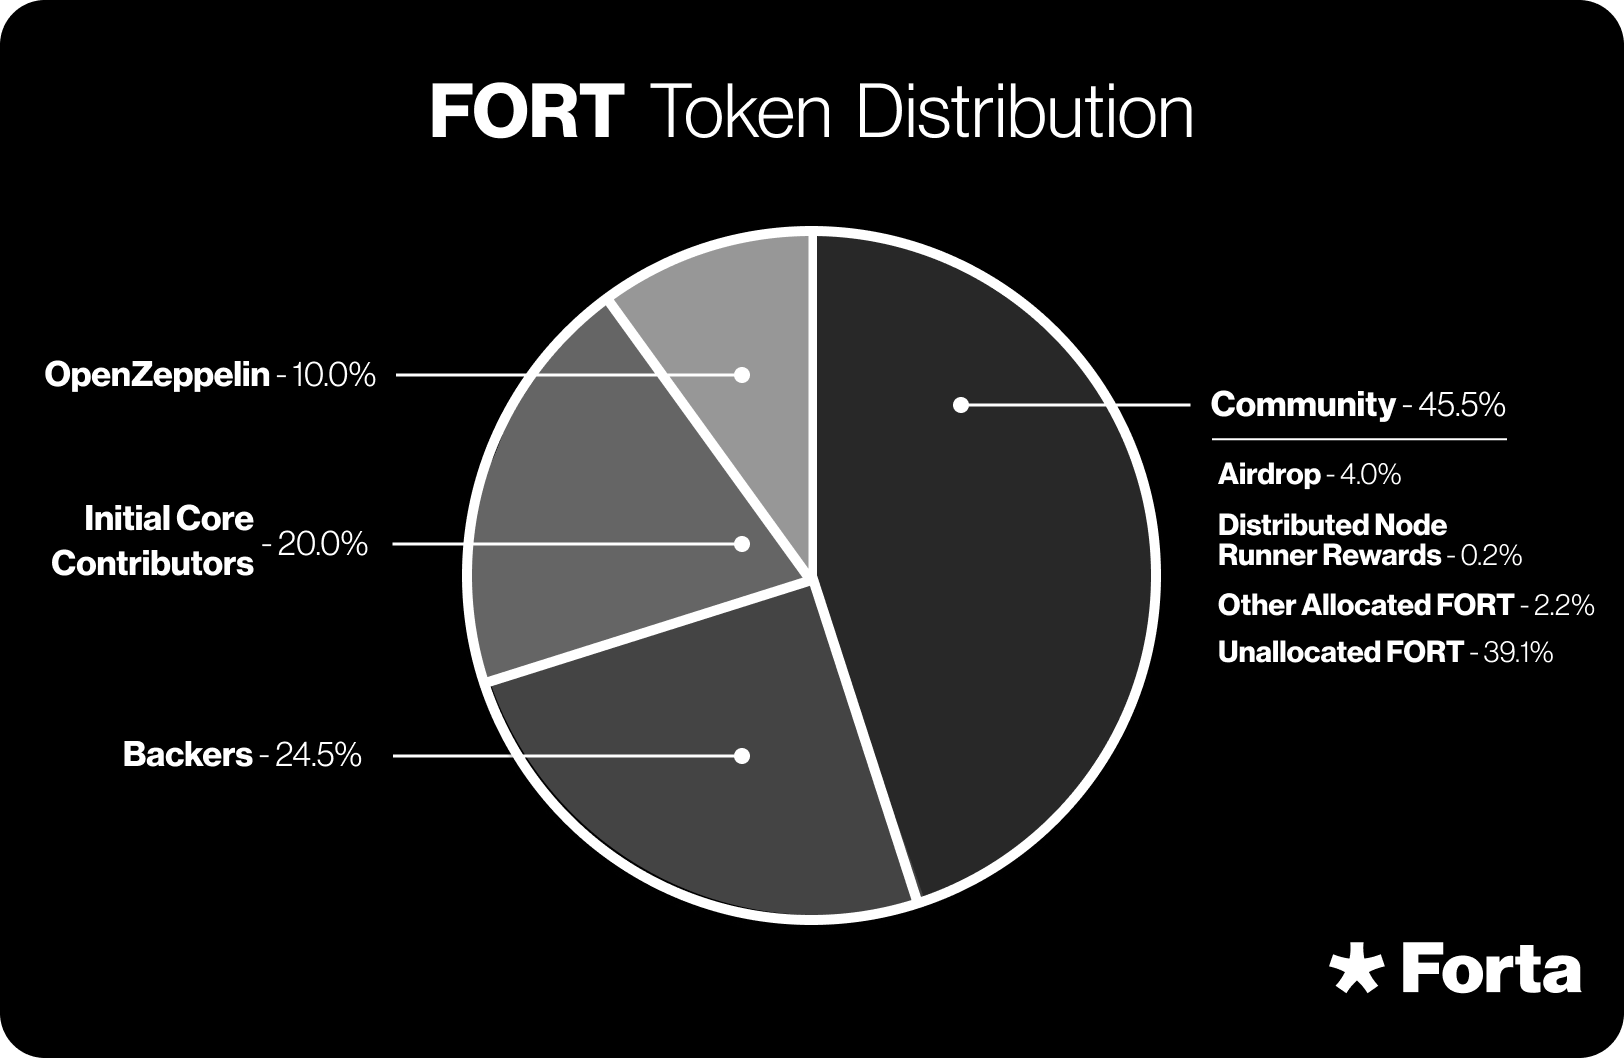 FORT Token Distribution
OpenZeppelin - 10.0%
Initial Core
Contributors
- 20.0%
Backers - 24.5%
Community - 45.5%
Airdrop - 4.0%
Distributed Node
Runner Rewards - 0.2%
Other Allocated FORT - 2.2%
Unallocated FORT - 39.1%
Forta